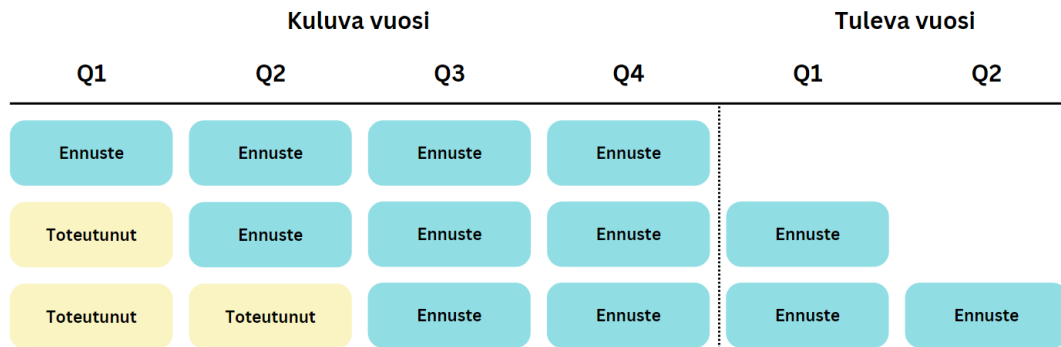 Kuluva vuosi Tuleva vuosi
Q1 Q2 Q3 Q4 Q1 Q2
Ennuste Ennuste Ennuste Ennuste
Toteutunut Ennuste Ennuste Ennuste Ennuste
Toteutunut Toteutunut Ennuste Ennuste Ennuste Ennuste